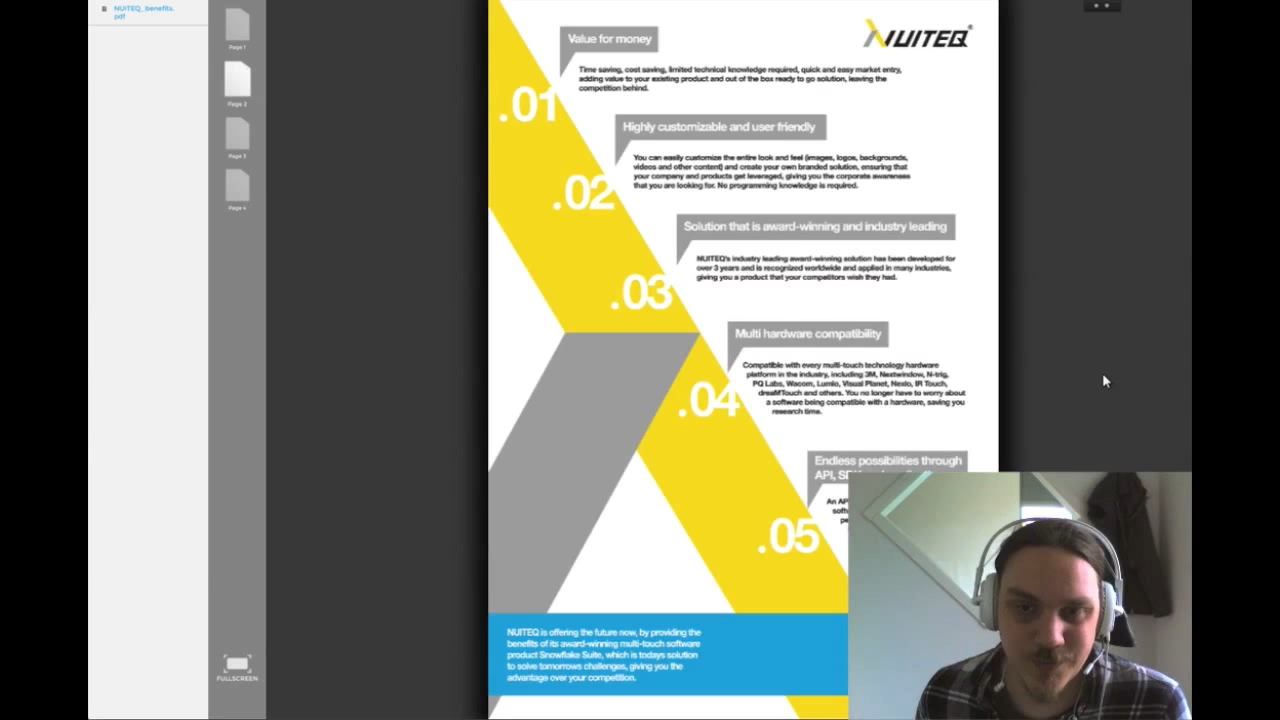 NUITEQ_benefits.
pdf
Page 1
Page 2
Page 3
Page 4
FULLSCREEN
NUITEQ®
Value for money
Time saving, cost saving, limited technical knowledge required, quick and easy market entry,
adding value to your existing product and out of the box ready to go solution, leaving the
competition behind.
.01
Highly customizable and user friendly
You can easily customize the entire look and feel (images, logos, backgrounds,
videos and other content) and create your own branded solution, ensuring that
your company and products get leveraged, giving you the corporate awareness
that you are looking for. No programming knowledge is required.
.02
Solution that is award-winning and industry leading
NUITEQ's industry leading award-winning solution has been developed for
over 3 years and is recognized worldwide and applied in many industries,
giving you a product that your competitors wish they had.
.03
Multi hardware compatibility
Compatible with every multi-touch technology hardware
platform in the industry, including 3M, Nextwindow, N-trig,
PQ Labs, Wacom, Lumio, Visual Planet, Nexio, IR Touch,
dreaMTouch and others. You no longer have to worry about
a software being compatible with a hardware, saving you
research time.
.04
Endless possibilities through
API,
An AP
soft
pe
.05
NUITEQ is offering the future now, by providing the
benefits of its award-winning multi-touch software
product Snowflake Suite, which is todays solution
to solve tomorrows challenges, giving you the
advantage over your competition.